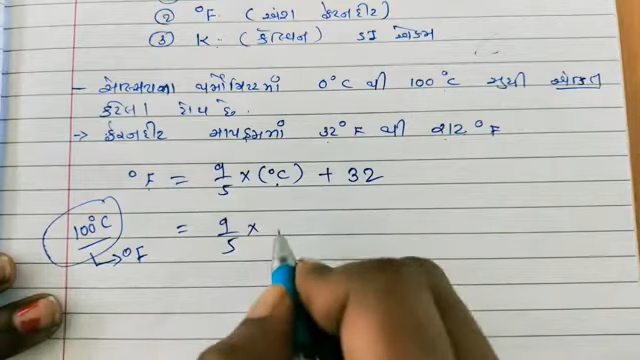 ② °F. (અંશ ફેરનહીટ)
③ K. (કેલ્વિન) SI એકમ
- સેલ્સિયસના થર્મોમિટરમાં 0°C થી 100°C સુધી અંકિત
કરેલા હોય છે.
→ ફેરનહીટ માપક્રમમાં 32°F થી 212°F
°F = 9/5 × (°C) + 32
100°C = 9/5 ×
↳ °F